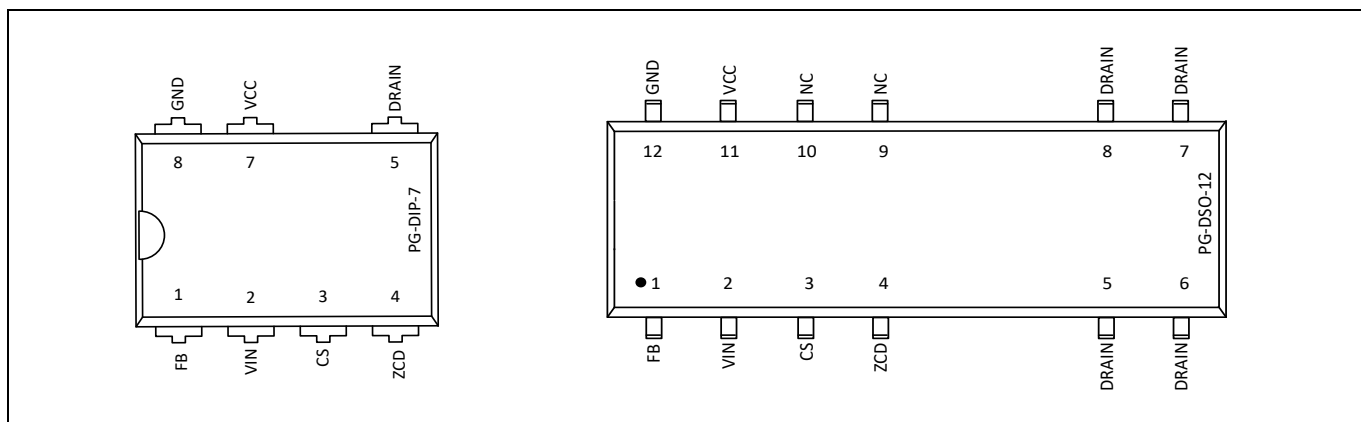 GND VCC DRAIN
8 7 5
PG-DIP-7
1 2 3 4
FB VIN CS ZCD
GND VCC NC NC DRAIN DRAIN
12 11 10 9 8 7
PG-DSO-12
1 2 3 4 5 6
FB VIN CS ZCD DRAIN DRAIN